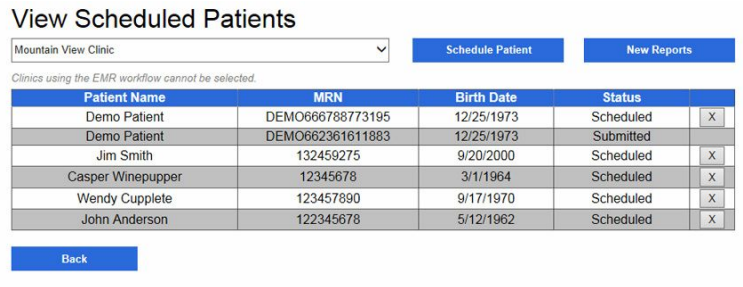 View Scheduled Patients
Mountain View Clinic Schedule Patient New Reports
Clinics using the EMR workflow cannot be selected.
Patient Name MRN Birth Date Status
Demo Patient DEMO666788773195 12/25/1973 Scheduled X
Demo Patient DEMO662361611883 12/25/1973 Submitted
Jim Smith 132459275 9/20/2000 Scheduled X
Casper Winepupper 12345678 3/1/1964 Scheduled X
Wendy Cupplete 123457890 9/17/1970 Scheduled X
John Anderson 122345678 5/12/1962 Scheduled X
Back